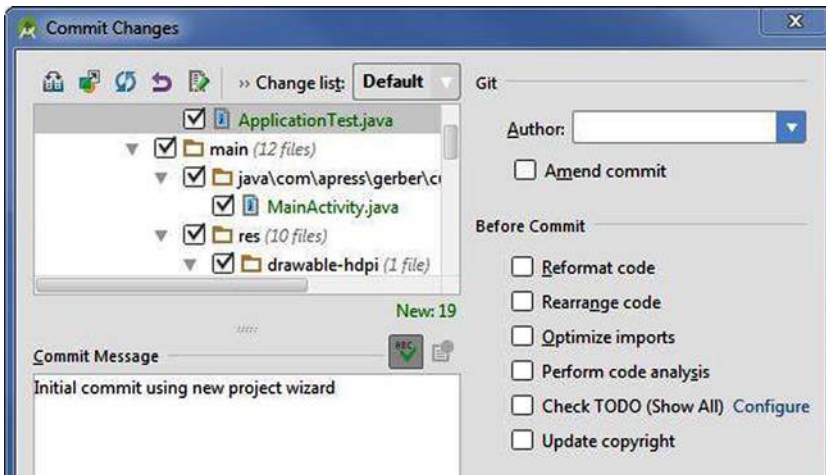 Commit Changes
X
» Change list: Default
ApplicationTest.java
main (12 files)
java\com\apress\gerber\
MainActivity.java
res (10 files)
drawable-hdpi (1 file)
New: 19
Commit Message
ABC
Initial commit using new project wizard
Git
Author:
Amend commit
Before Commit
Reformat code
Rearrange code
Optimize imports
Perform code analysis
Check TODO (Show All) Configure
Update copyright